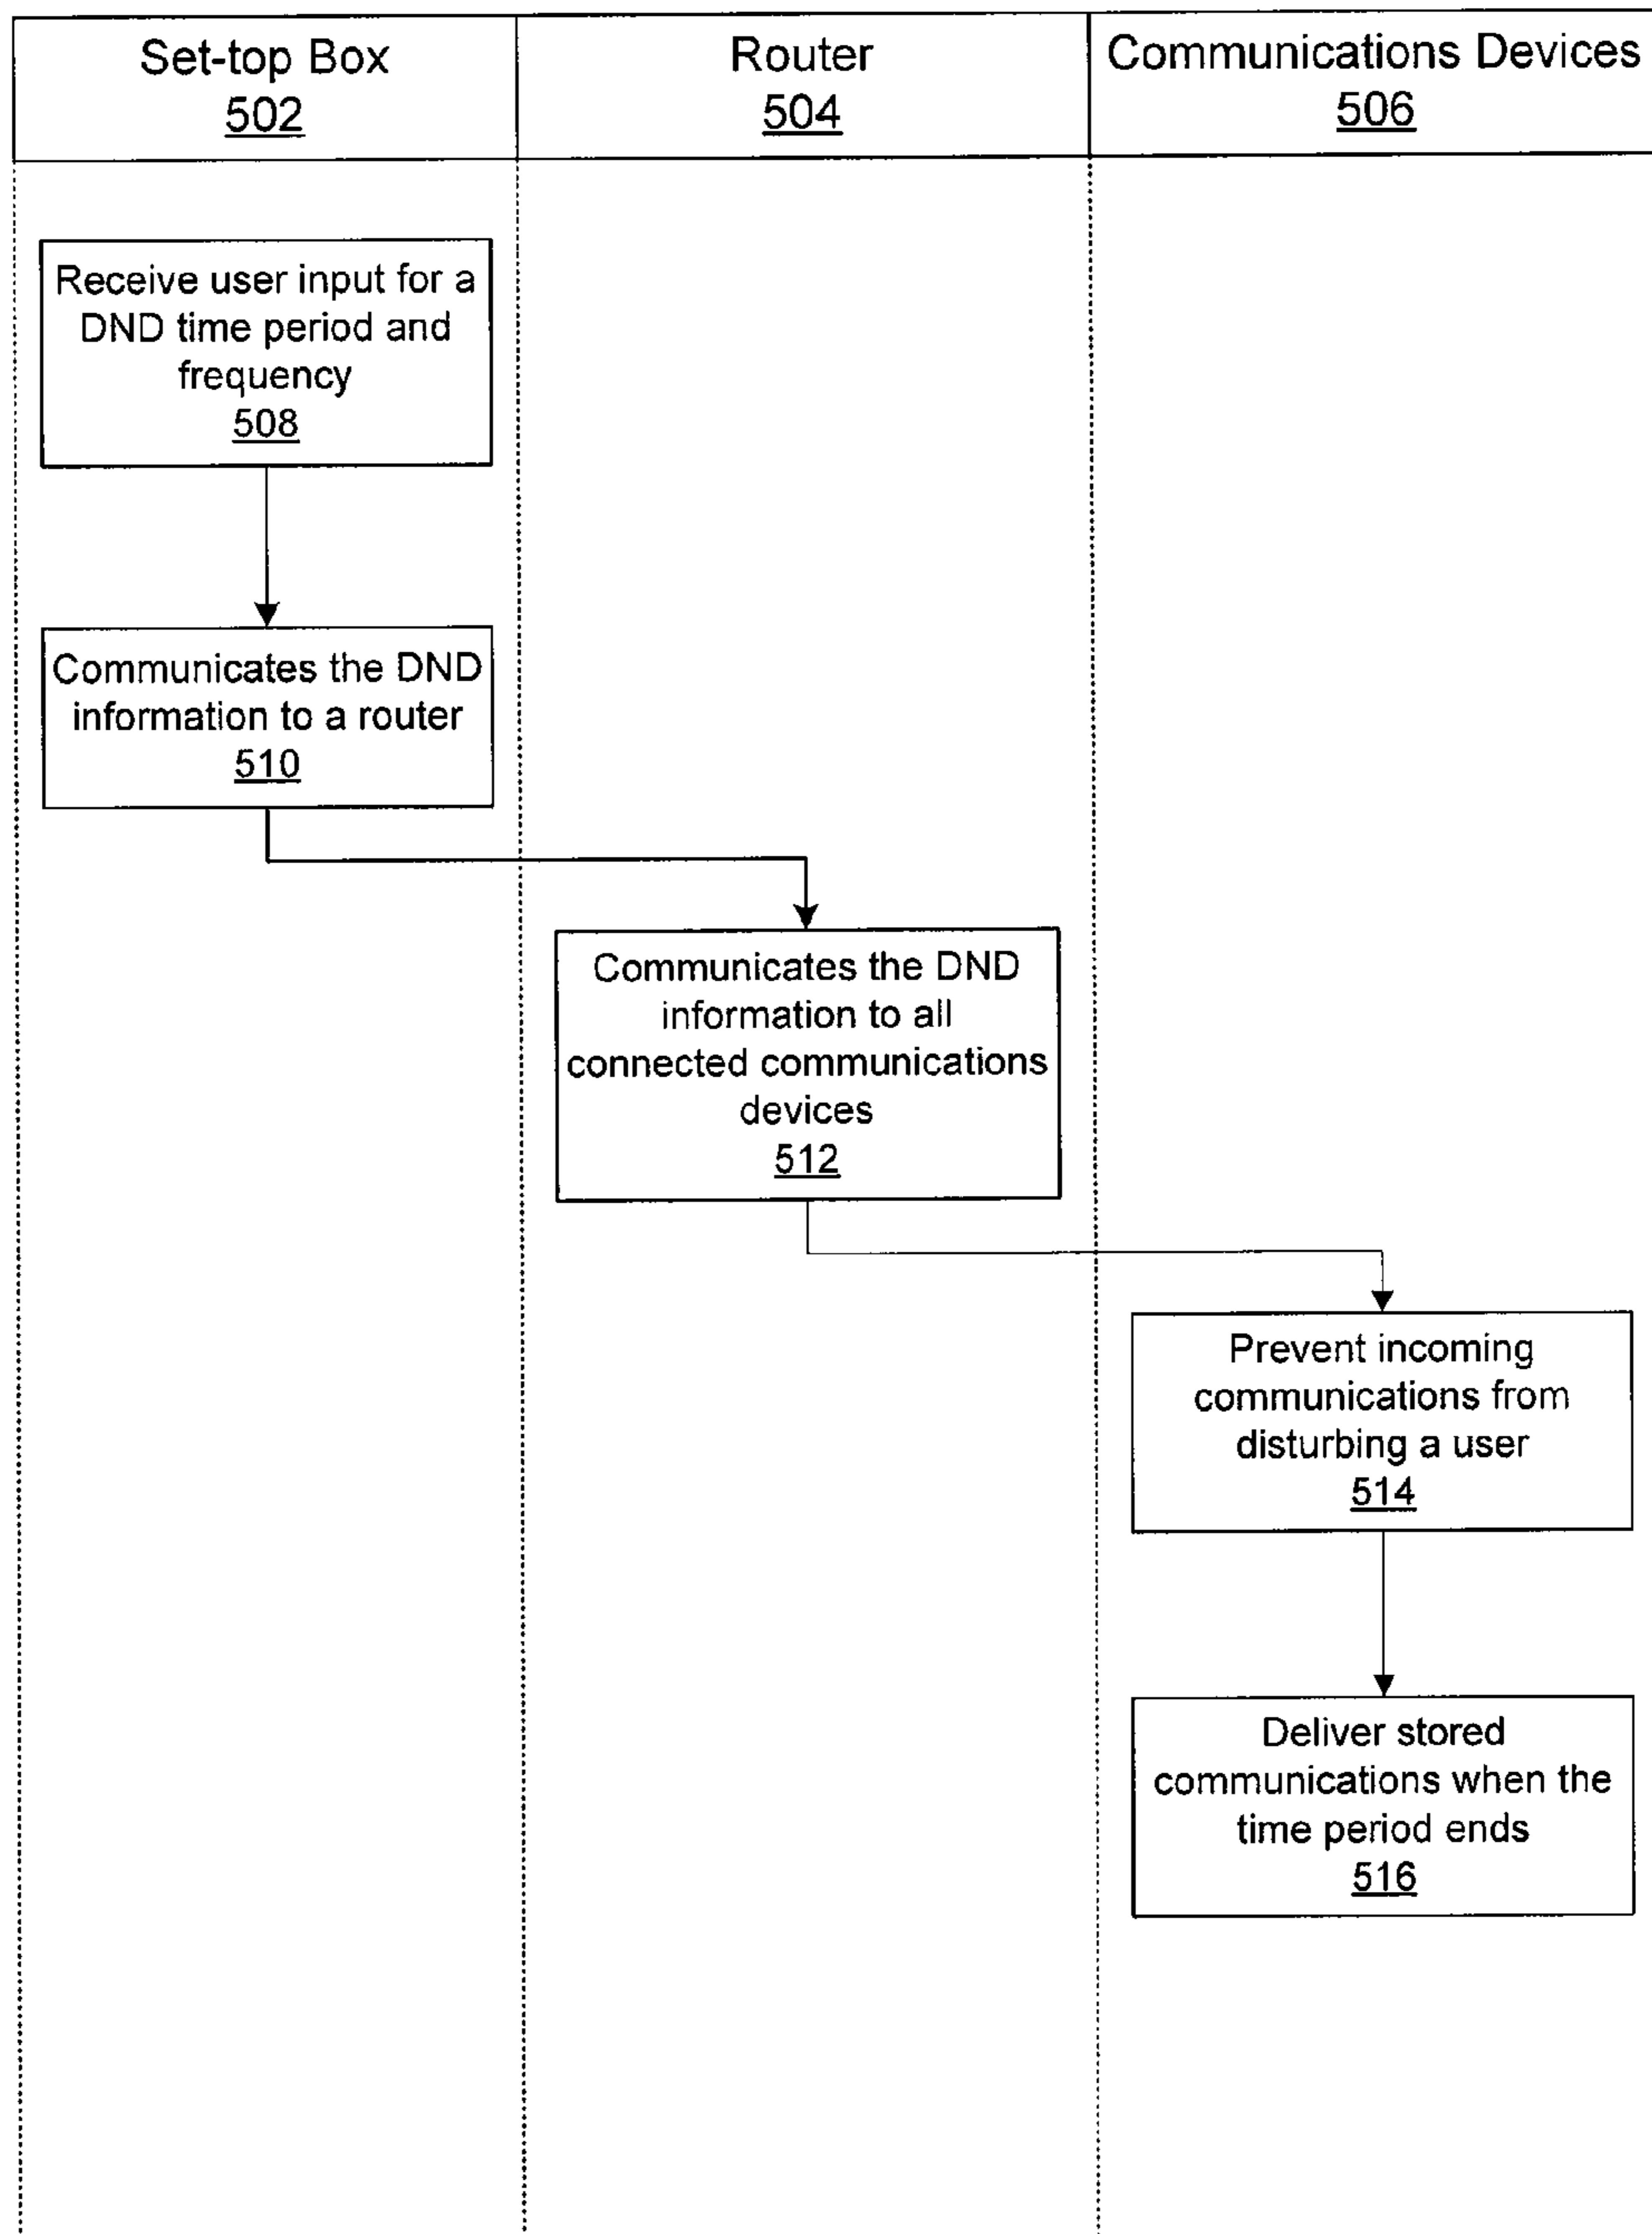 Set-top Box
502
Router
504
Communications Devices
506
Receive user input for a
DND time period and
frequency
508
Communicates the DND
information to a router
510
Communicates the DND
information to all
connected communications
devices
512
Prevent incoming
communications from
disturbing a user
514
Deliver stored
communications when the
time period ends
516